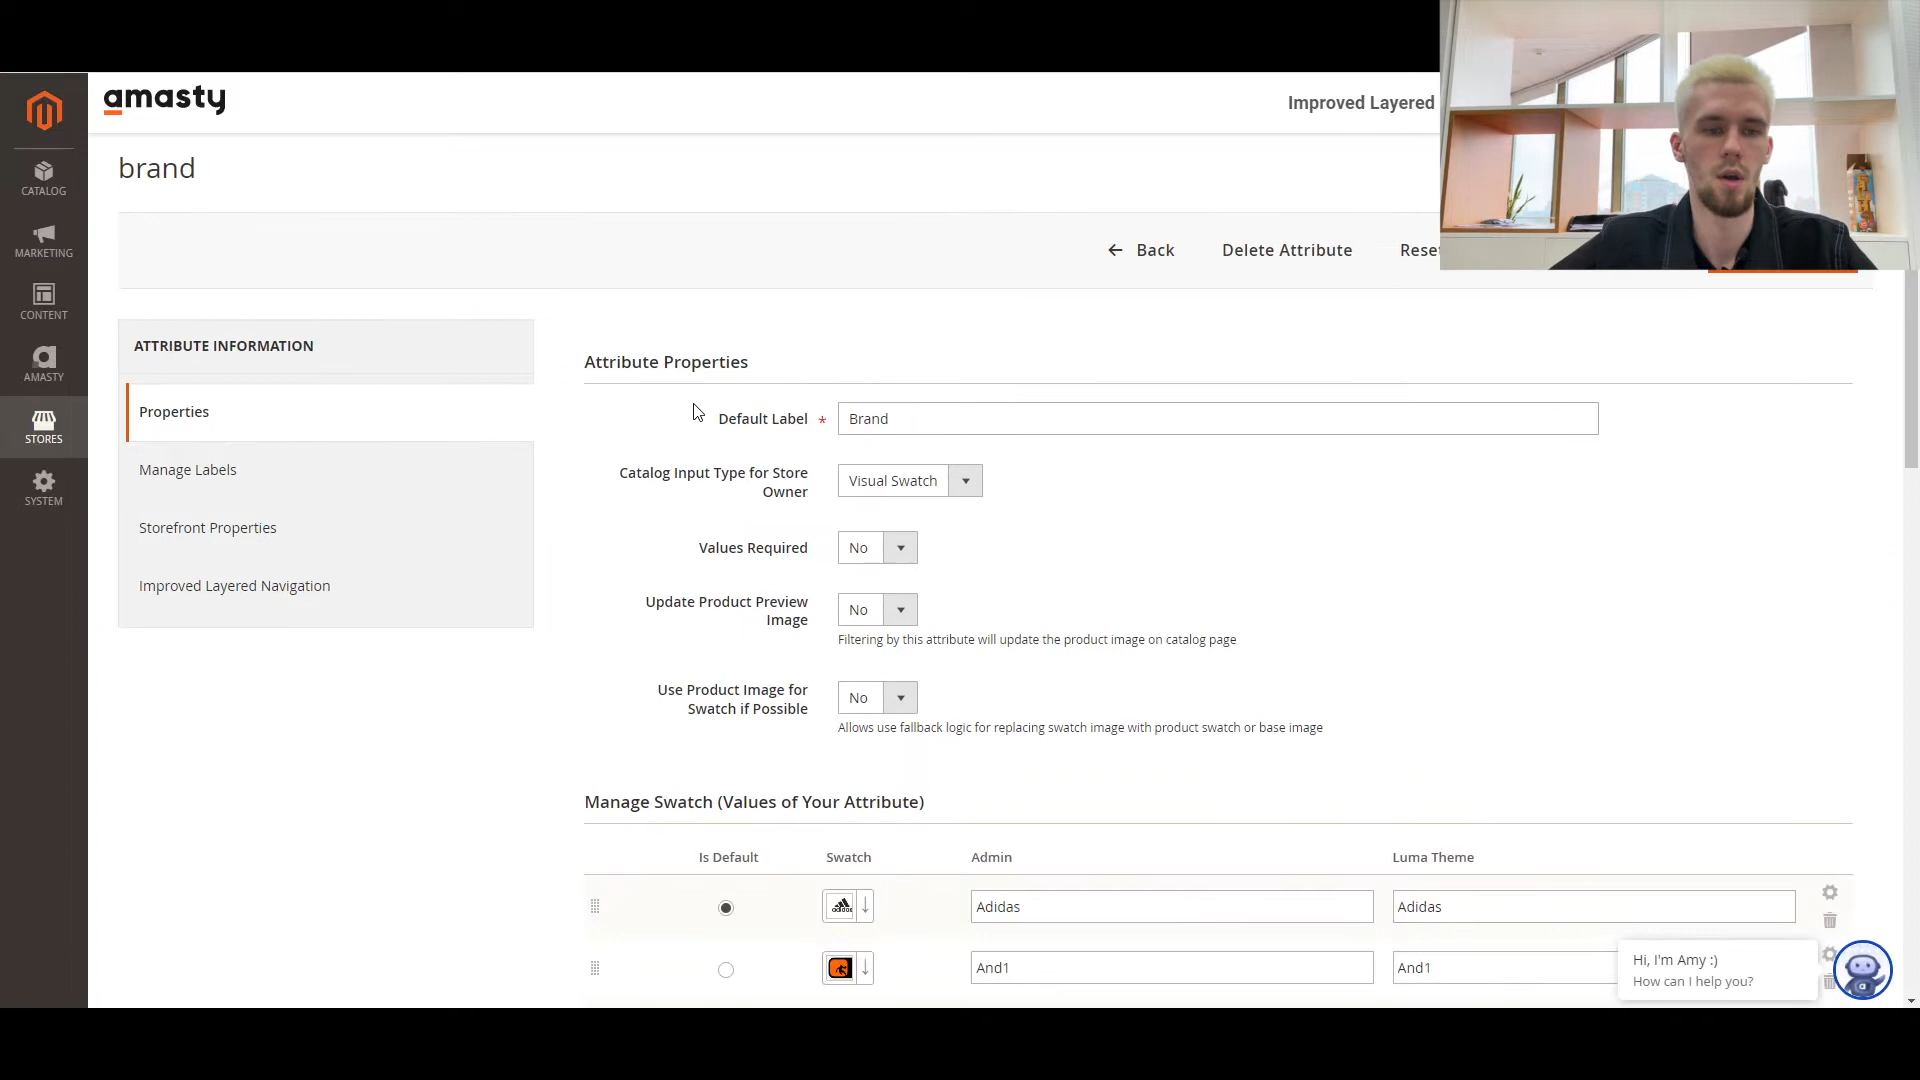 amasty
Improved Layered
brand
Back
Delete Attribute
Rese
CATALOG
MARKETING
CONTENT
AMASTY
STORES
SYSTEM
ATTRIBUTE INFORMATION
Properties
Manage Labels
Storefront Properties
Improved Layered Navigation
Attribute Properties
Default Label *
Brand
Catalog Input Type for Store
Owner
Visual Swatch
Values Required
No
Update Product Preview
Image
No
Filtering by this attribute will update the product image on catalog page
Use Product Image for
Swatch if Possible
No
Allows use fallback logic for replacing swatch image with product swatch or base image
Manage Swatch (Values of Your Attribute)
Is Default Swatch Admin Luma Theme
adidas Adidas Adidas
And1 And1
Hi, I'm Amy :)
How can I help you?